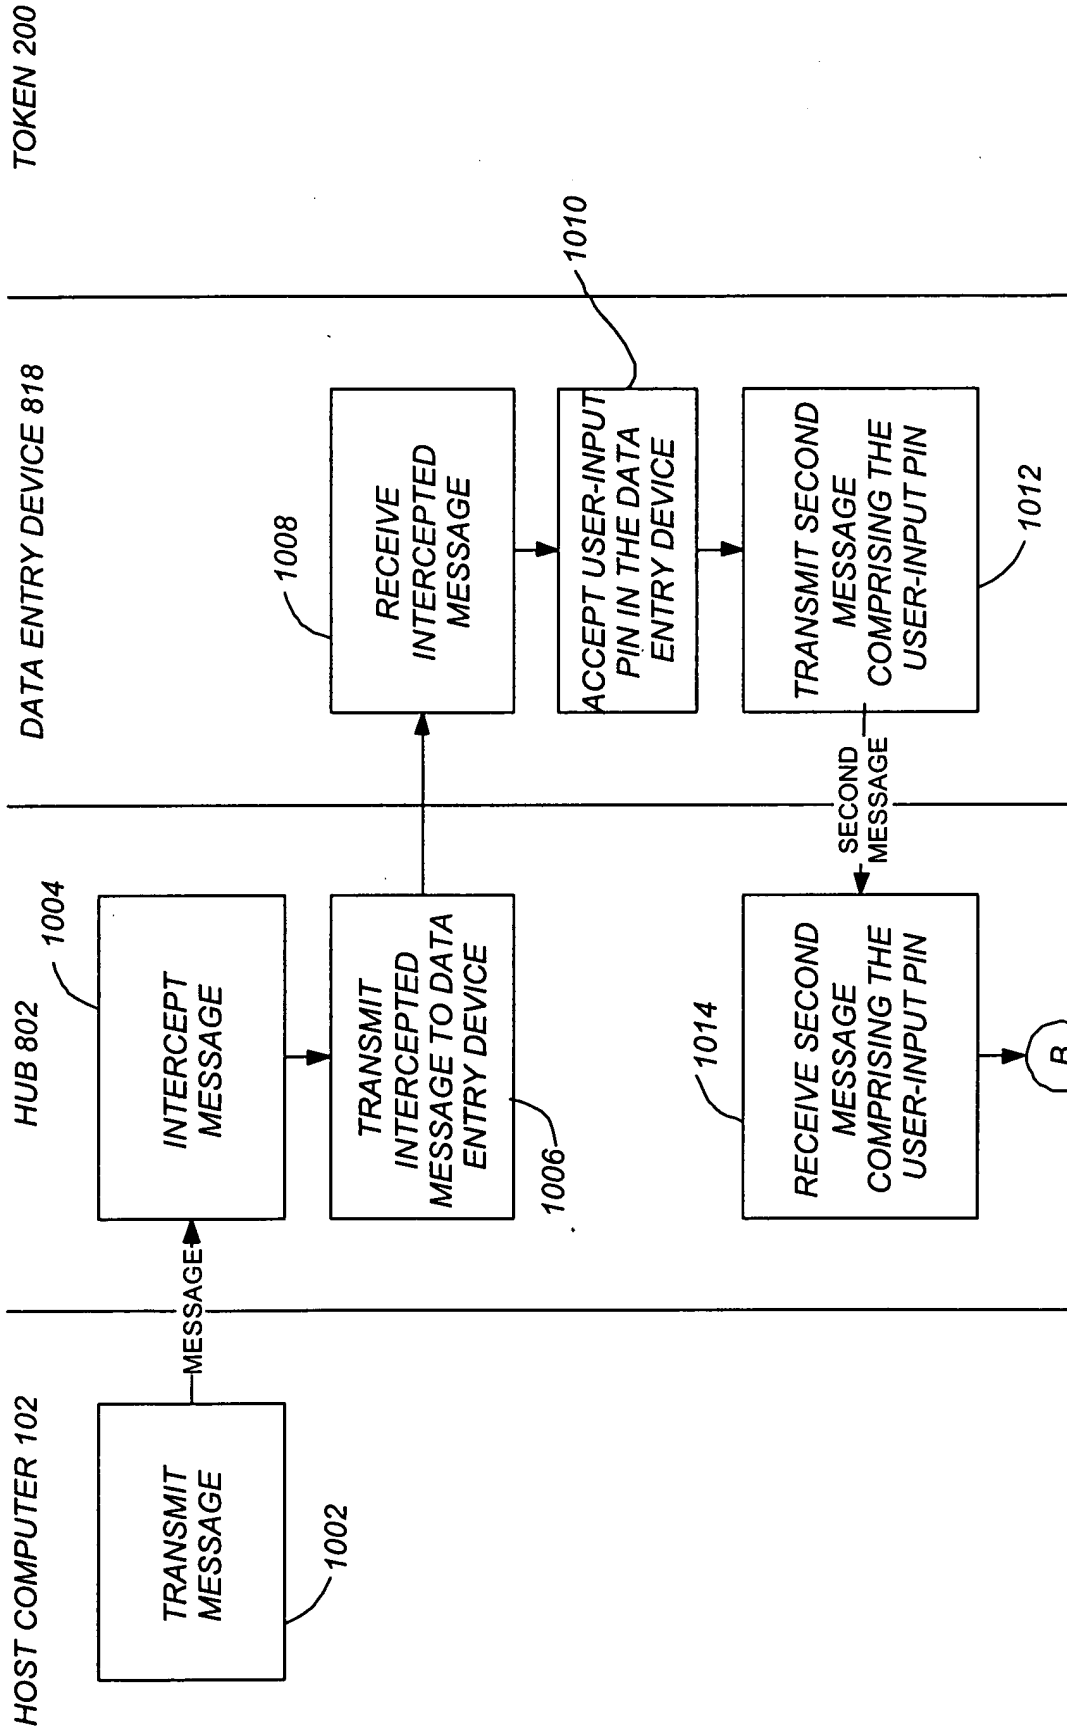 HOST COMPUTER 102
HUB 802
DATA ENTRY DEVICE 818
TOKEN 200
TRANSMIT
MESSAGE
1002
MESSAGE
1004
INTERCEPT
MESSAGE
TRANSMIT
INTERCEPTED
MESSAGE TO DATA
ENTRY DEVICE
1006
1008
RECEIVE
INTERCEPTED
MESSAGE
1010
ACCEPT USER-INPUT
PIN IN THE DATA
ENTRY DEVICE
TRANSMIT SECOND
MESSAGE
COMPRISING THE
USER-INPUT PIN
1012
SECOND
MESSAGE
1014
RECEIVE SECOND
MESSAGE
COMPRISING THE
USER-INPUT PIN